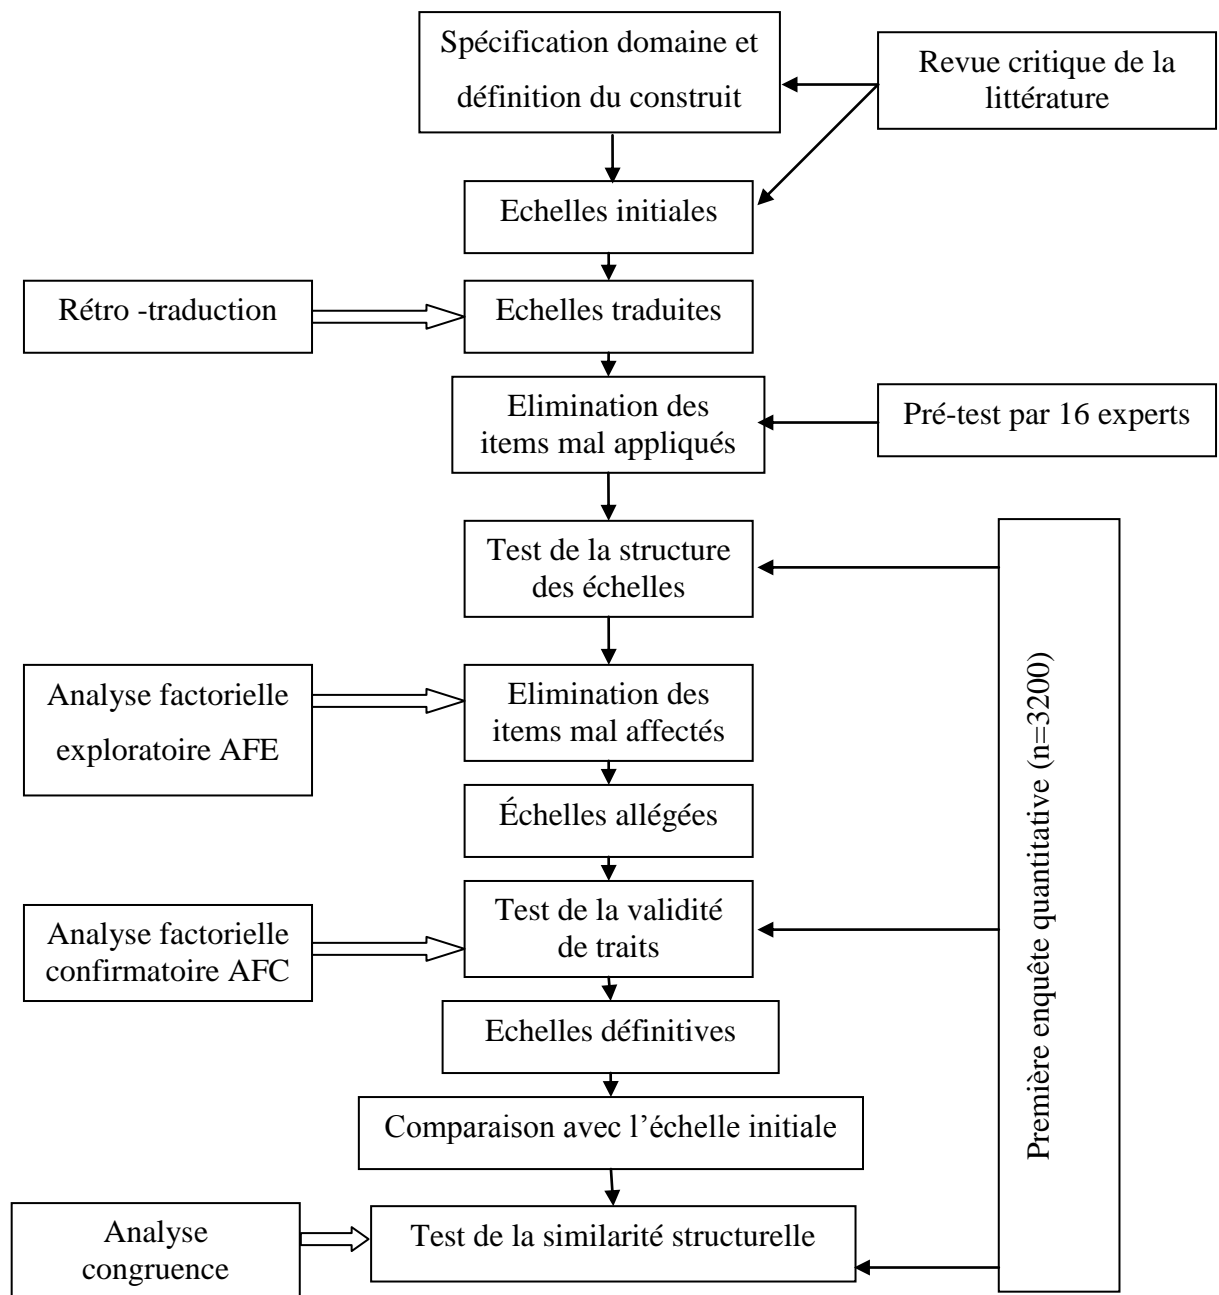 Spécification domaine et
définition du construit
Revue critique de la
littérature
Echelles initiales
Rétro -traduction
Echelles traduites
Elimination des
items mal appliqués
Pré-test par 16 experts
Test de la structure
des échelles
Première enquête quantitative (n=3200)
Analyse factorielle
exploratoire AFE
Elimination des
items mal affectés
Échelles allégées
Analyse factorielle
confirmatoire AFC
Test de la validité
de traits
Echelles définitives
Comparaison avec l’échelle initiale
Analyse
congruence
Test de la similarité structurelle